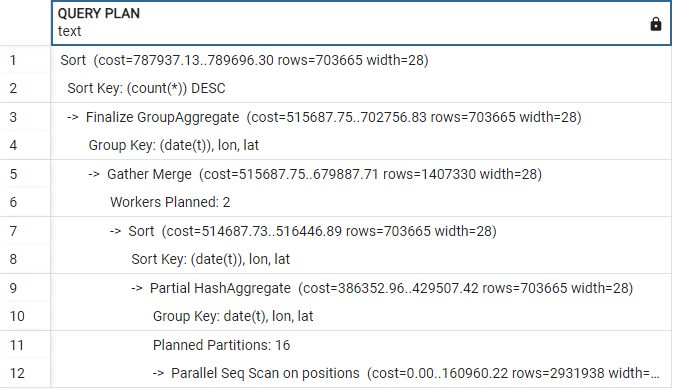 QUERY PLAN
text
1 Sort (cost=787937.13..789696.30 rows=703665 width=28)
2 Sort Key: (count(*)) DESC
3 -> Finalize GroupAggregate (cost=515687.75..702756.83 rows=703665 width=28)
4 Group Key: (date(t)), lon, lat
5 -> Gather Merge (cost=515687.75..679887.71 rows=1407330 width=28)
6 Workers Planned: 2
7 -> Sort (cost=514687.73..516446.89 rows=703665 width=28)
8 Sort Key: (date(t)), lon, lat
9 -> Partial HashAggregate (cost=386352.96..429507.42 rows=703665 width=28)
10 Group Key: date(t), lon, lat
11 Planned Partitions: 16
12 -> Parallel Seq Scan on positions (cost=0.00..160960.22 rows=2931938 width=...